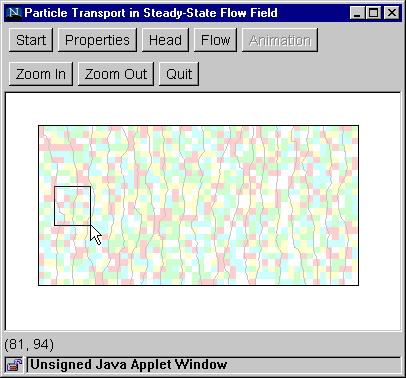 Particle Transport in Steady-State Flow Field
Start Properties Head Flow Animation
Zoom In Zoom Out Quit
(81, 94)
Unsigned Java Applet Window